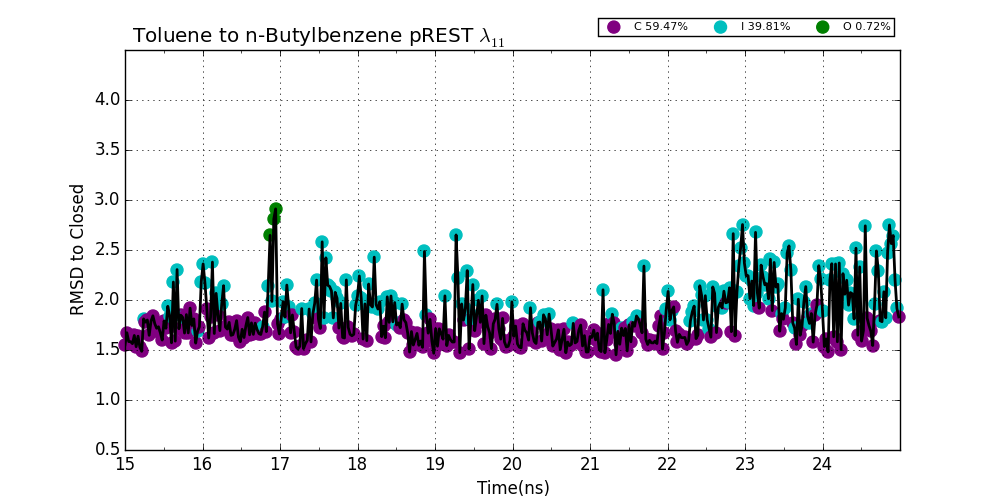 Toluene to n-Butylbenzene pREST λ₁₁
C 59.47% I 39.81% O 0.72%
RMSD to Closed
4.0
3.5
3.0
2.5
2.0
1.5
1.0
0.5
15 16 17 18 19 20 21 22 23 24
Time(ns)